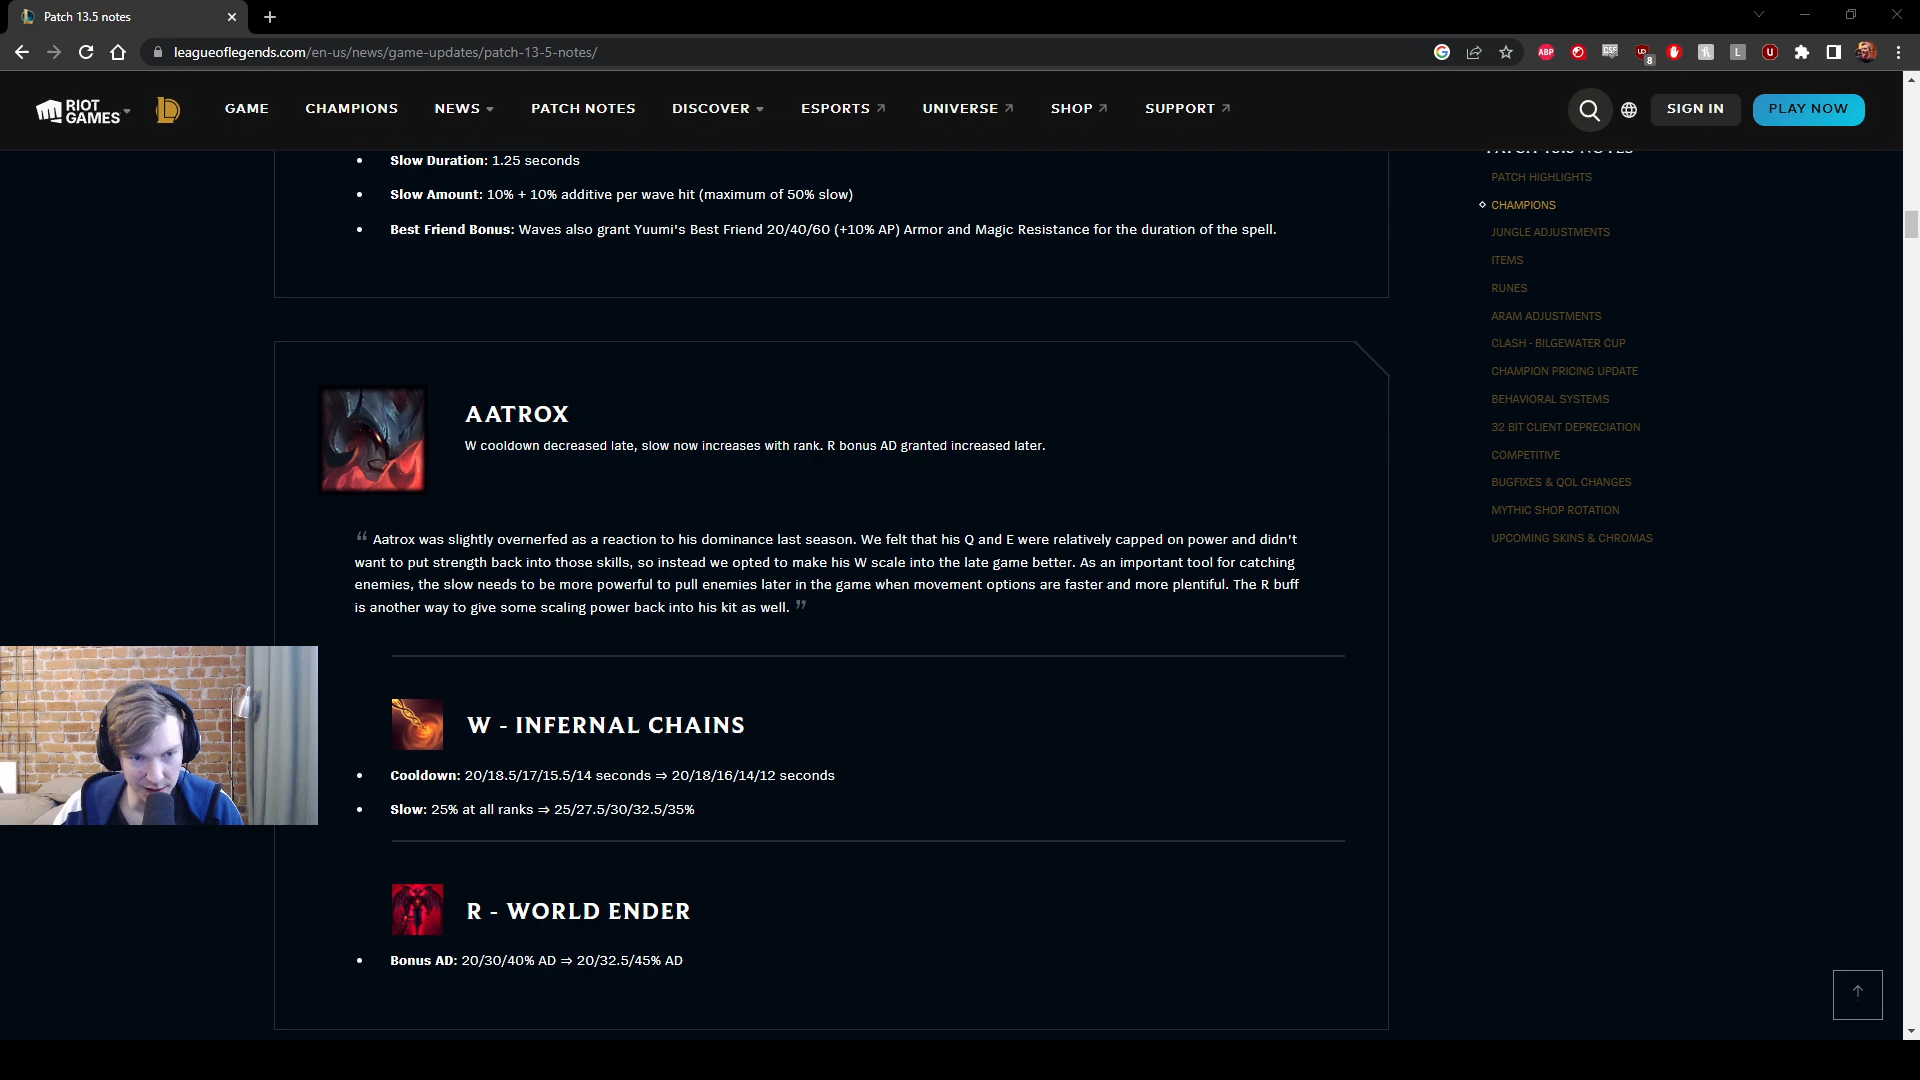 Patch 13.5 notes
leagueoflegends.com/en-us/news/game-updates/patch-13-5-notes/
ABP
8
L
RIOT GAMES
GAME
CHAMPIONS
NEWS
PATCH NOTES
DISCOVER
ESPORTS
UNIVERSE
SHOP
SUPPORT
SIGN IN
PLAY NOW
Slow Duration: 1.25 seconds
Slow Amount: 10% + 10% additive per wave hit (maximum of 50% slow)
Best Friend Bonus: Waves also grant Yuumi's Best Friend 20/40/60 (+10% AP) Armor and Magic Resistance for the duration of the spell.
PATCH 13.5 NOTES
PATCH HIGHLIGHTS
CHAMPIONS
JUNGLE ADJUSTMENTS
ITEMS
RUNES
ARAM ADJUSTMENTS
CLASH - BILGEWATER CUP
CHAMPION PRICING UPDATE
BEHAVIORAL SYSTEMS
32 BIT CLIENT DEPRECIATION
COMPETITIVE
BUGFIXES & QOL CHANGES
MYTHIC SHOP ROTATION
UPCOMING SKINS & CHROMAS
AATROX
W cooldown decreased late, slow now increases with rank. R bonus AD granted increased later.
“ Aatrox was slightly overnerfed as a reaction to his dominance last season. We felt that his Q and E were relatively capped on power and didn't
want to put strength back into those skills, so instead we opted to make his W scale into the late game better. As an important tool for catching
enemies, the slow needs to be more powerful to pull enemies later in the game when movement options are faster and more plentiful. The R buff
is another way to give some scaling power back into his kit as well. ”
W - INFERNAL CHAINS
Cooldown: 20/18.5/17/15.5/14 seconds ⇒ 20/18/16/14/12 seconds
Slow: 25% at all ranks ⇒ 25/27.5/30/32.5/35%
R - WORLD ENDER
Bonus AD: 20/30/40% AD ⇒ 20/32.5/45% AD